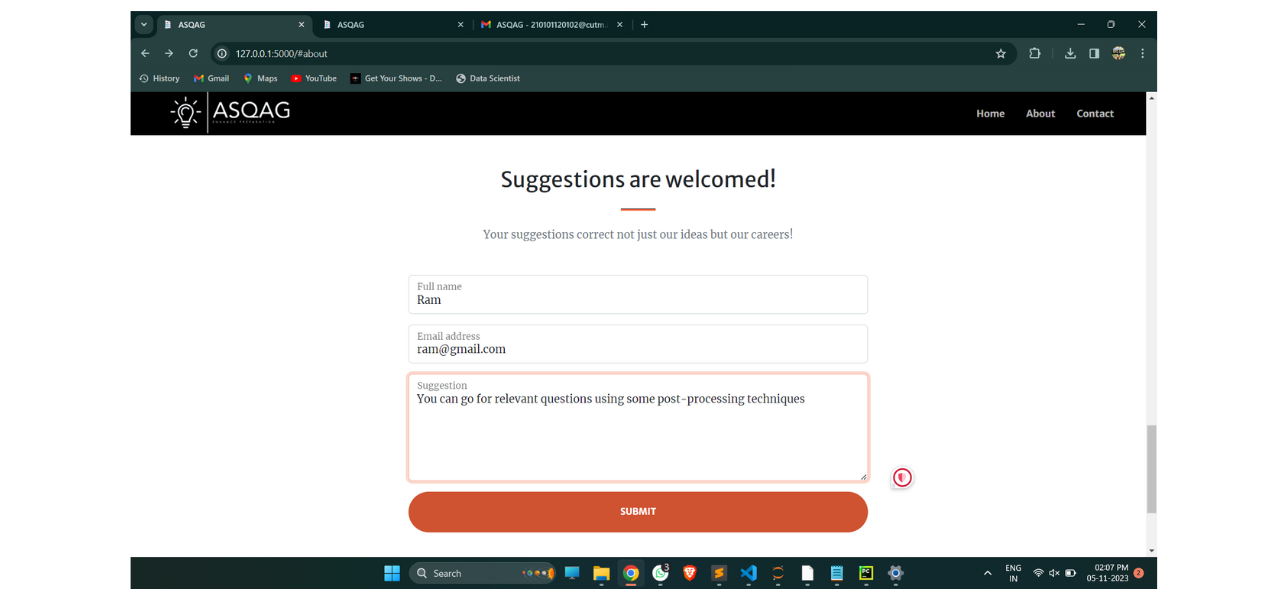 ASQAG
ASQAG
ASQAG - 210101120102@cutm.
127.0.0.1:5000/#about
History
Gmail
Maps
YouTube
Get Your Shows - D...
Data Scientist
ASQAG
Home
About
Contact
Suggestions are welcomed!
Your suggestions correct not just our ideas but our careers!
Full name
Ram
Email address
ram@gmail.com
Suggestion
You can go for relevant questions using some post-processing techniques
SUBMIT
Search
3
PC
ENG
IN
02:07 PM
05-11-2023
2